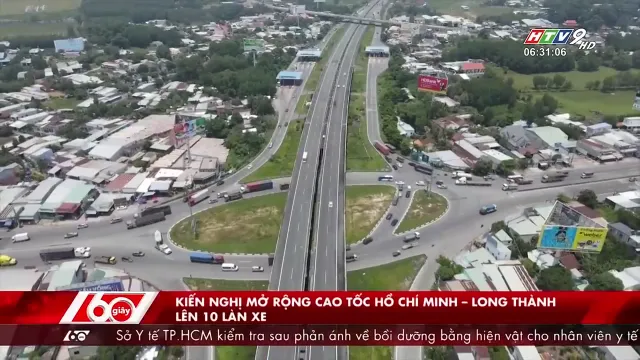 HTV9 HD
06:31:06
KIẾN NGHỊ MỞ RỘNG CAO TỐC HỒ CHÍ MINH – LONG THÀNH
LÊN 10 LÀN XE
60 giây
60 Sở Y tế TP.HCM kiểm tra sau phản ánh về bồi dưỡng bằng hiện vật cho nhân viên y tế